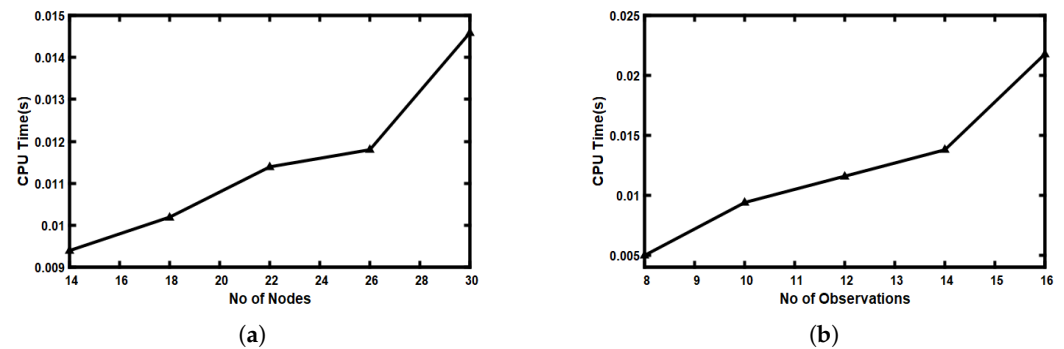 0.015
0.014
0.013
0.012
0.011
0.01
0.009
CPU Time(s)
14 16 18 20 22 24 26 28 30
No of Nodes
(a)
0.025
0.02
0.015
0.01
0.005
CPU Time(s)
8 9 10 11 12 13 14 15 16
No of Observations
(b)